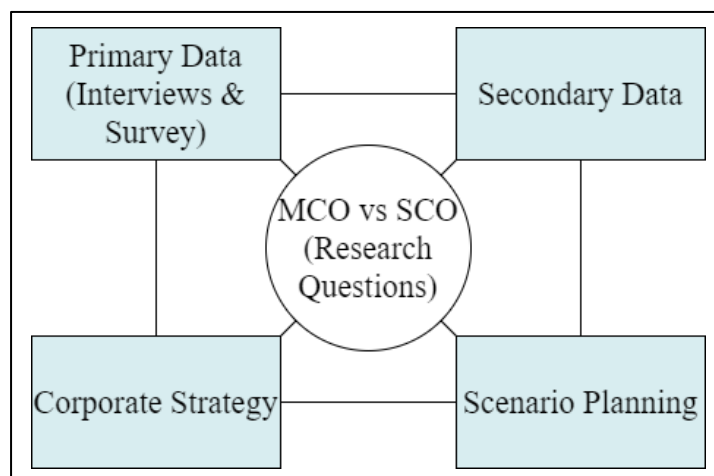 Primary Data
(Interviews &
Survey)
Secondary Data
MCO vs SCO
(Research
Questions)
Corporate Strategy
Scenario Planning